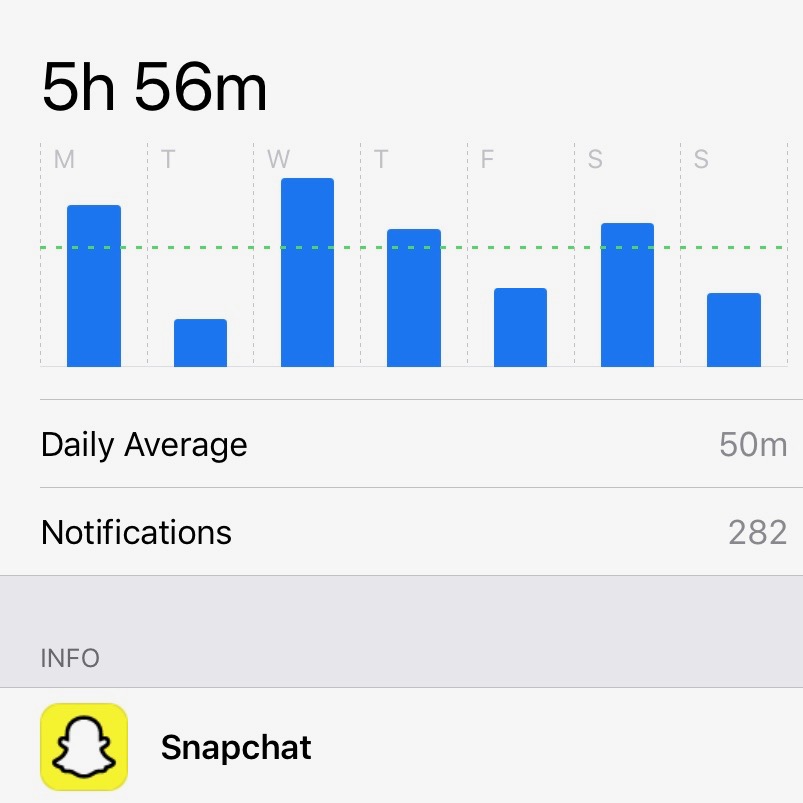 5h 56m
M T W T F S S
Daily Average 50m
Notifications 282
INFO
Snapchat